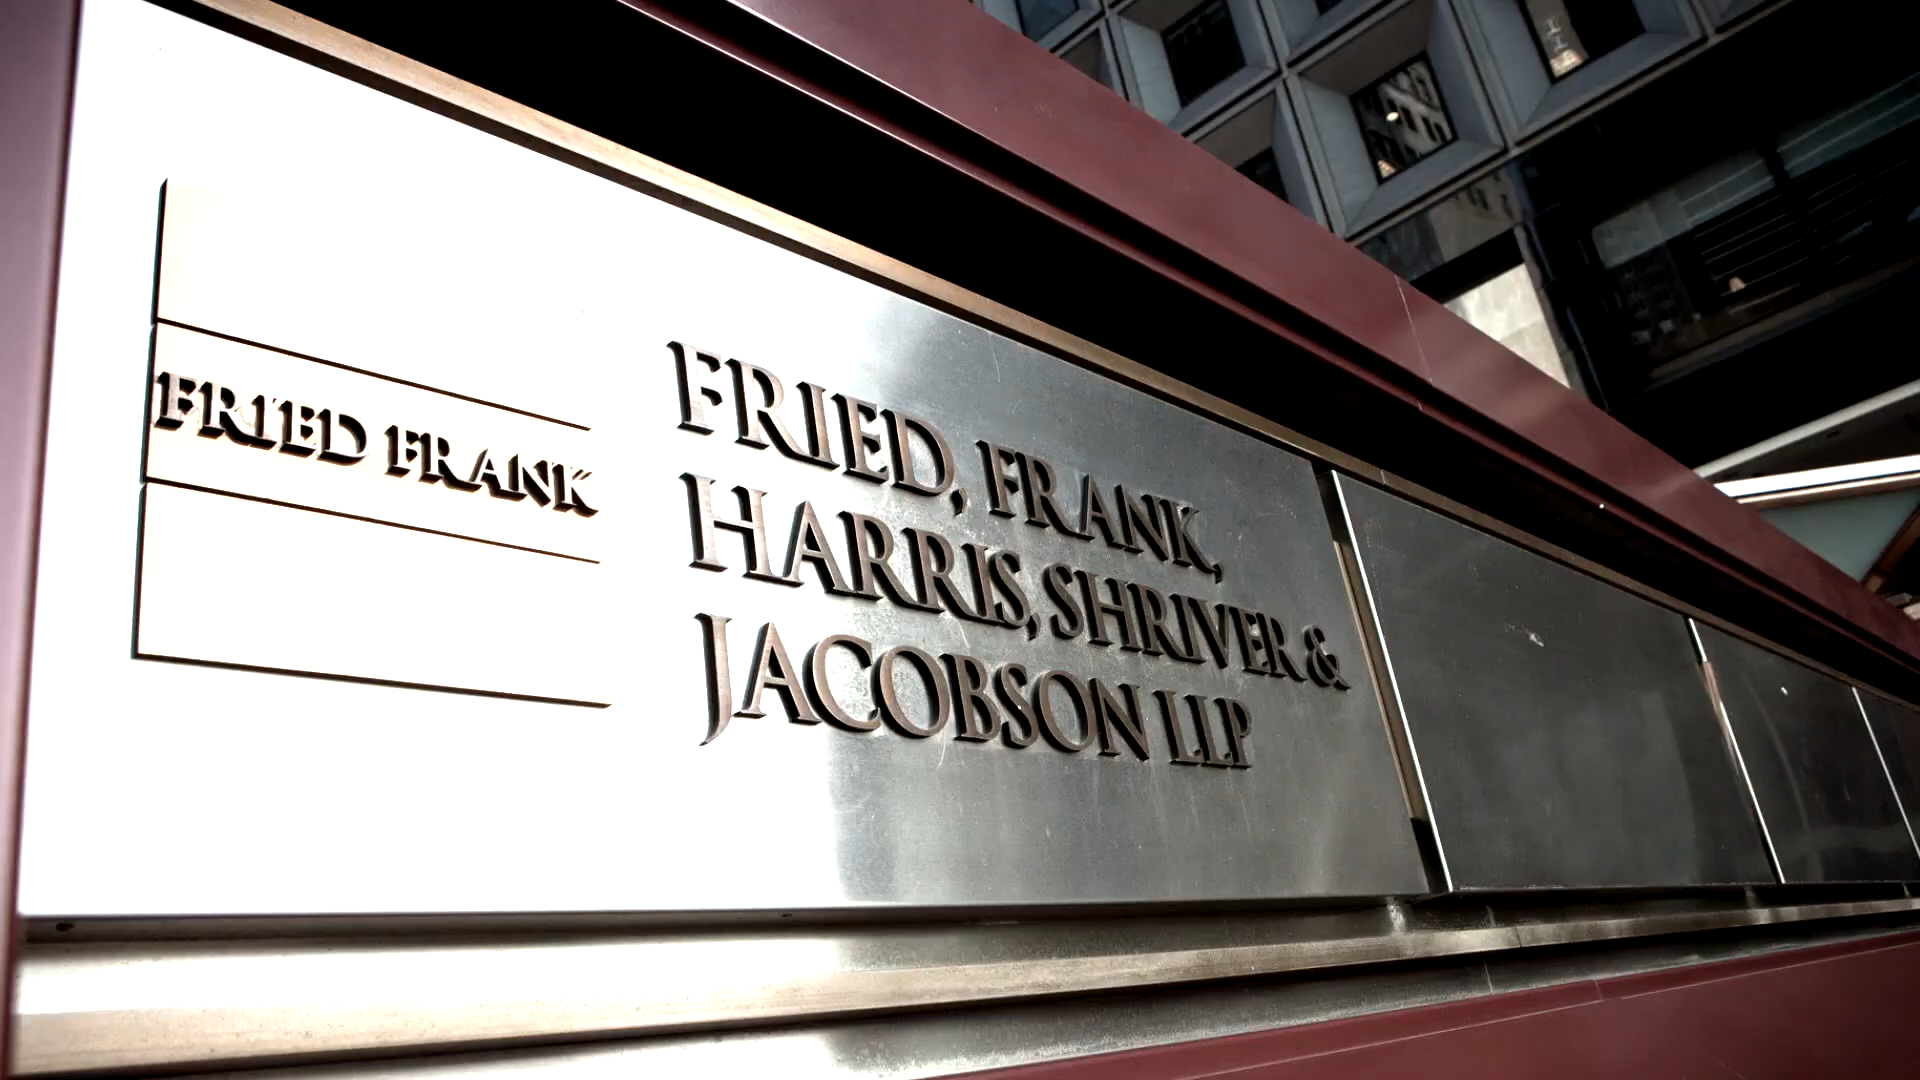 FRIED FRANK
FRIED, FRANK,
HARRIS, SHRIVER &
JACOBSON LLP